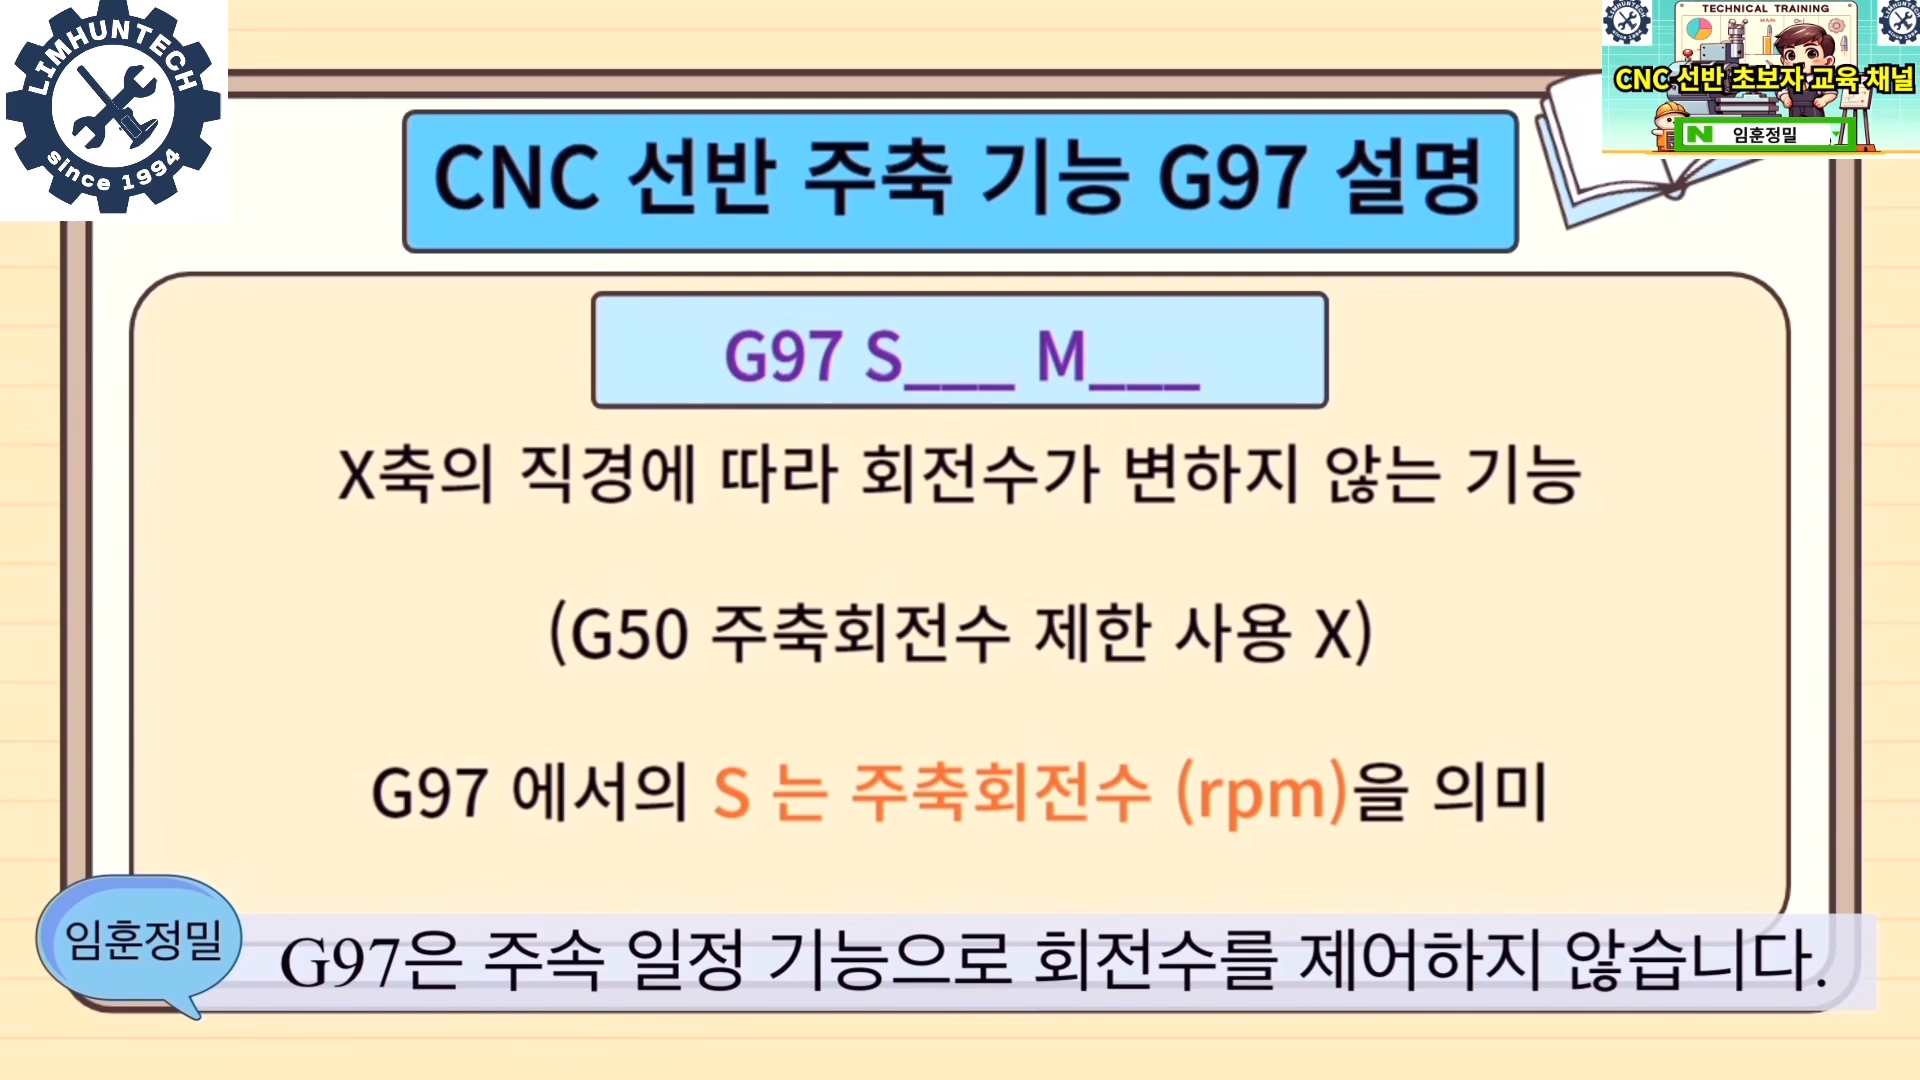 LIMHUNTECH
since 1994
TECHNICAL TRAINING
CNC 선반 초보자 교육 채널
N 임훈정밀
CNC 선반 주축 기능 G97 설명
G97 S___ M___
X축의 직경에 따라 회전수가 변하지 않는 기능
(G50 주축회전수 제한 사용 X)
G97 에서의 S 는 주축회전수 (rpm)을 의미
임훈정밀
G97은 주속 일정 기능으로 회전수를 제어하지 않습니다.